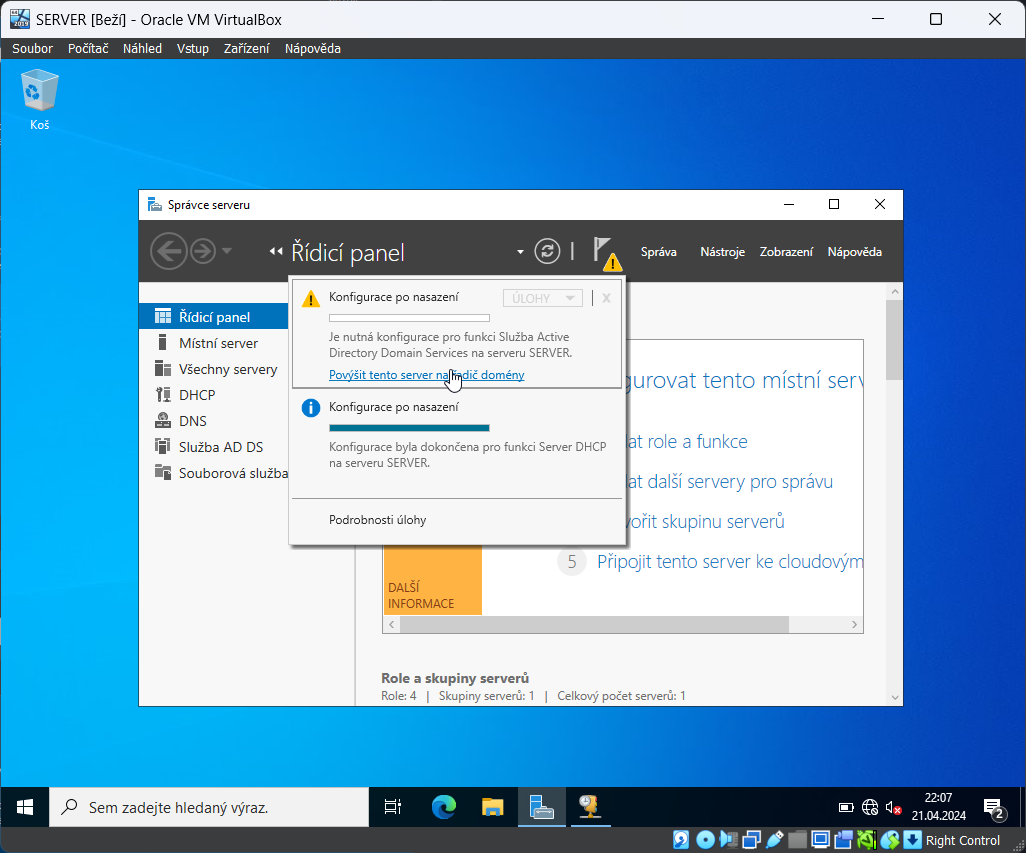 SERVER [Beží] - Oracle VM VirtualBox
Soubor Počítač Náhled Vstup Zařízení Nápověda
Koš
Správce serveru
Řídicí panel
Správa Nástroje Zobrazení Nápověda
Řídicí panel
Místní server
Všechny servery
DHCP
DNS
Služba AD DS
Souborová služba
Konfigurace po nasazení
ÚLOHY
X
Je nutná konfigurace pro funkci Služba Active
Directory Domain Services na serveru SERVER.
Povýšit tento server na řadič domény
Konfigurace po nasazení
Konfigurace byla dokončena pro funkci Server DHCP
na serveru SERVER.
Podrobnosti úlohy
gurovat tento místní serv
at role a funkce
at další servery pro správu
vořit skupinu serverů
5 Připojit tento server ke cloudovým
DALŠÍ
INFORMACE
Role a skupiny serverů
Role: 4 | Skupiny serverů: 1 | Celkový počet serverů: 1
Sem zadejte hledaný výraz.
22:07
21.04.2024
2
Right Control